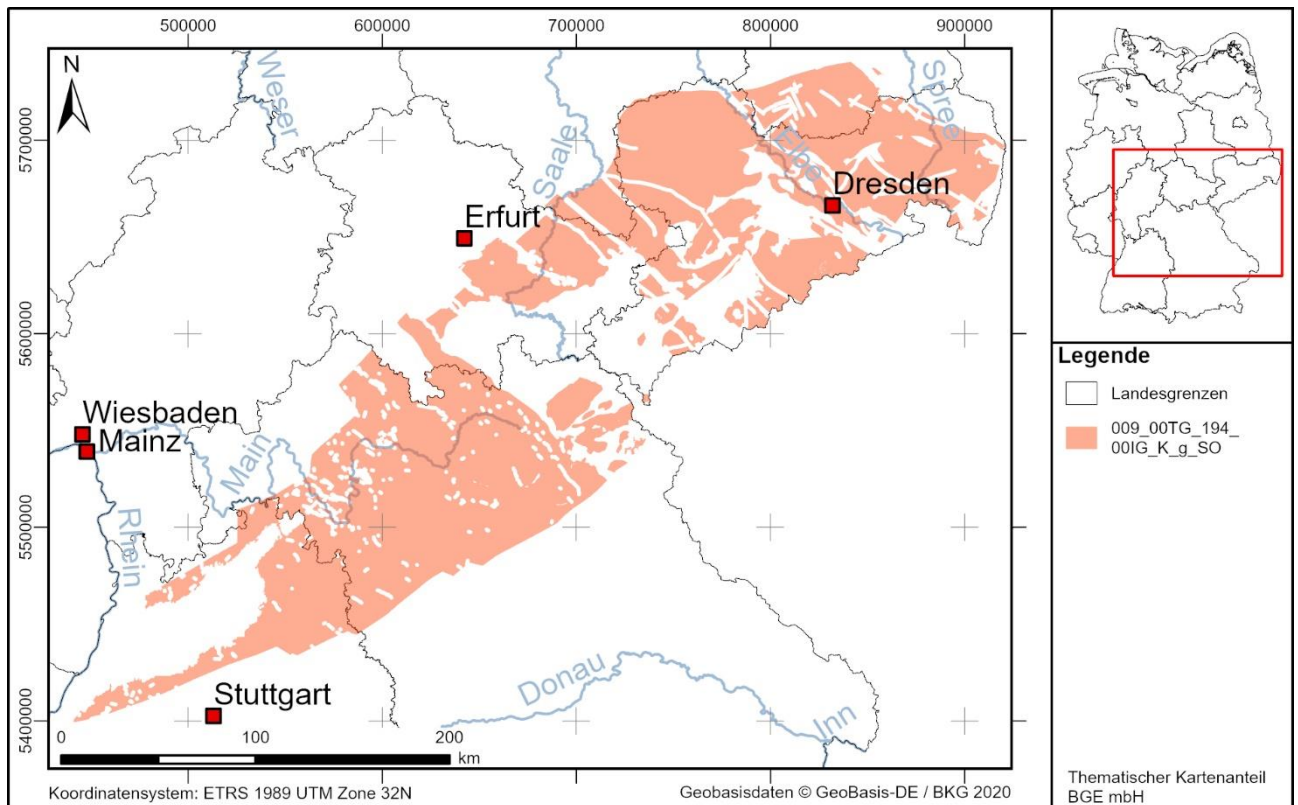 500000
600000
700000
800000
900000
N
5700000
5600000
5500000
5400000
Weser
Saale
Elbe
Spree
Dresden
Erfurt
Wiesbaden
Mainz
Main
Rhein
Stuttgart
Donau
Inn
0
100
200
km
Koordinatensystem: ETRS 1989 UTM Zone 32N
Geobasisdaten © GeoBasis-DE / BKG 2020
Legende
Landesgrenzen
009_00TG_194_
00IG_K_g_SO
Thematischer Kartenanteil
BGE mbH